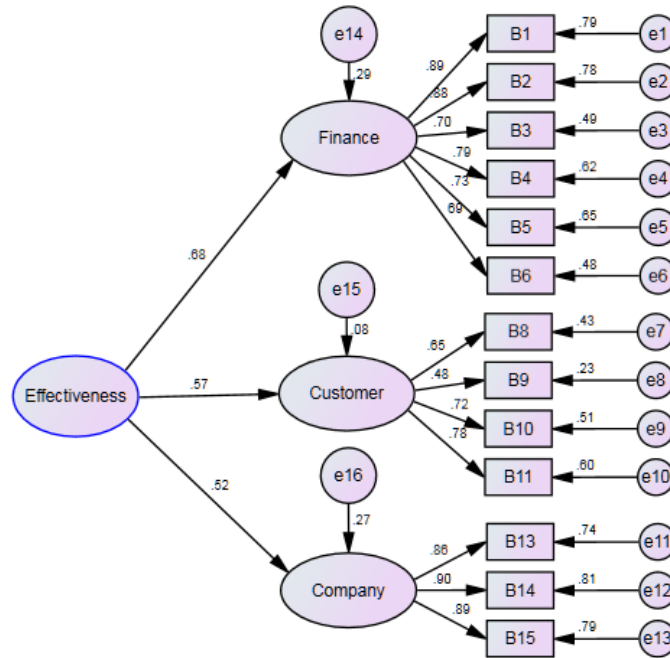 e14
.29
Finance
.89
B1
.79
e1
.88
B2
.78
e2
.70
B3
.49
e3
.79
B4
.62
e4
.73
B5
.65
e5
.69
B6
.48
e6
.68
e15
.08
Customer
.65
B8
.43
e7
.48
B9
.23
e8
.72
B10
.51
e9
.78
B11
.60
e10
Effectiveness
.57
.52
e16
.27
Company
.86
B13
.74
e11
.90
B14
.81
e12
.89
B15
.79
e13